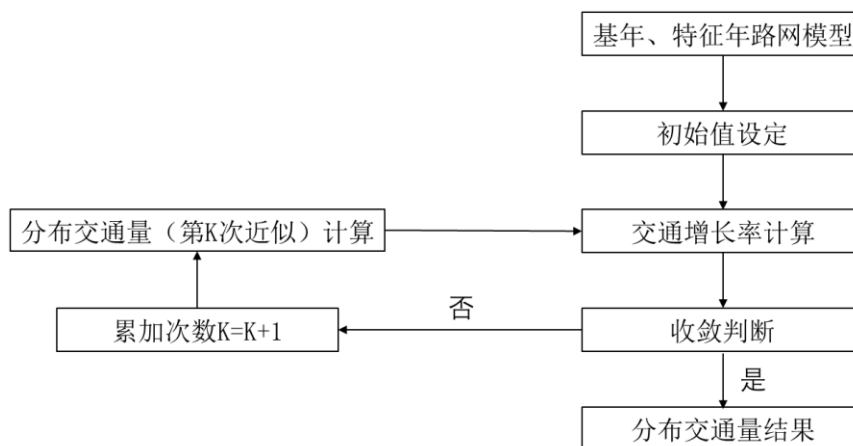 基年、特征年路网模型
初始值设定
分布交通量（第K次近似）计算
交通增长率计算
累加次数K=K+1
否
收敛判断
是
分布交通量结果